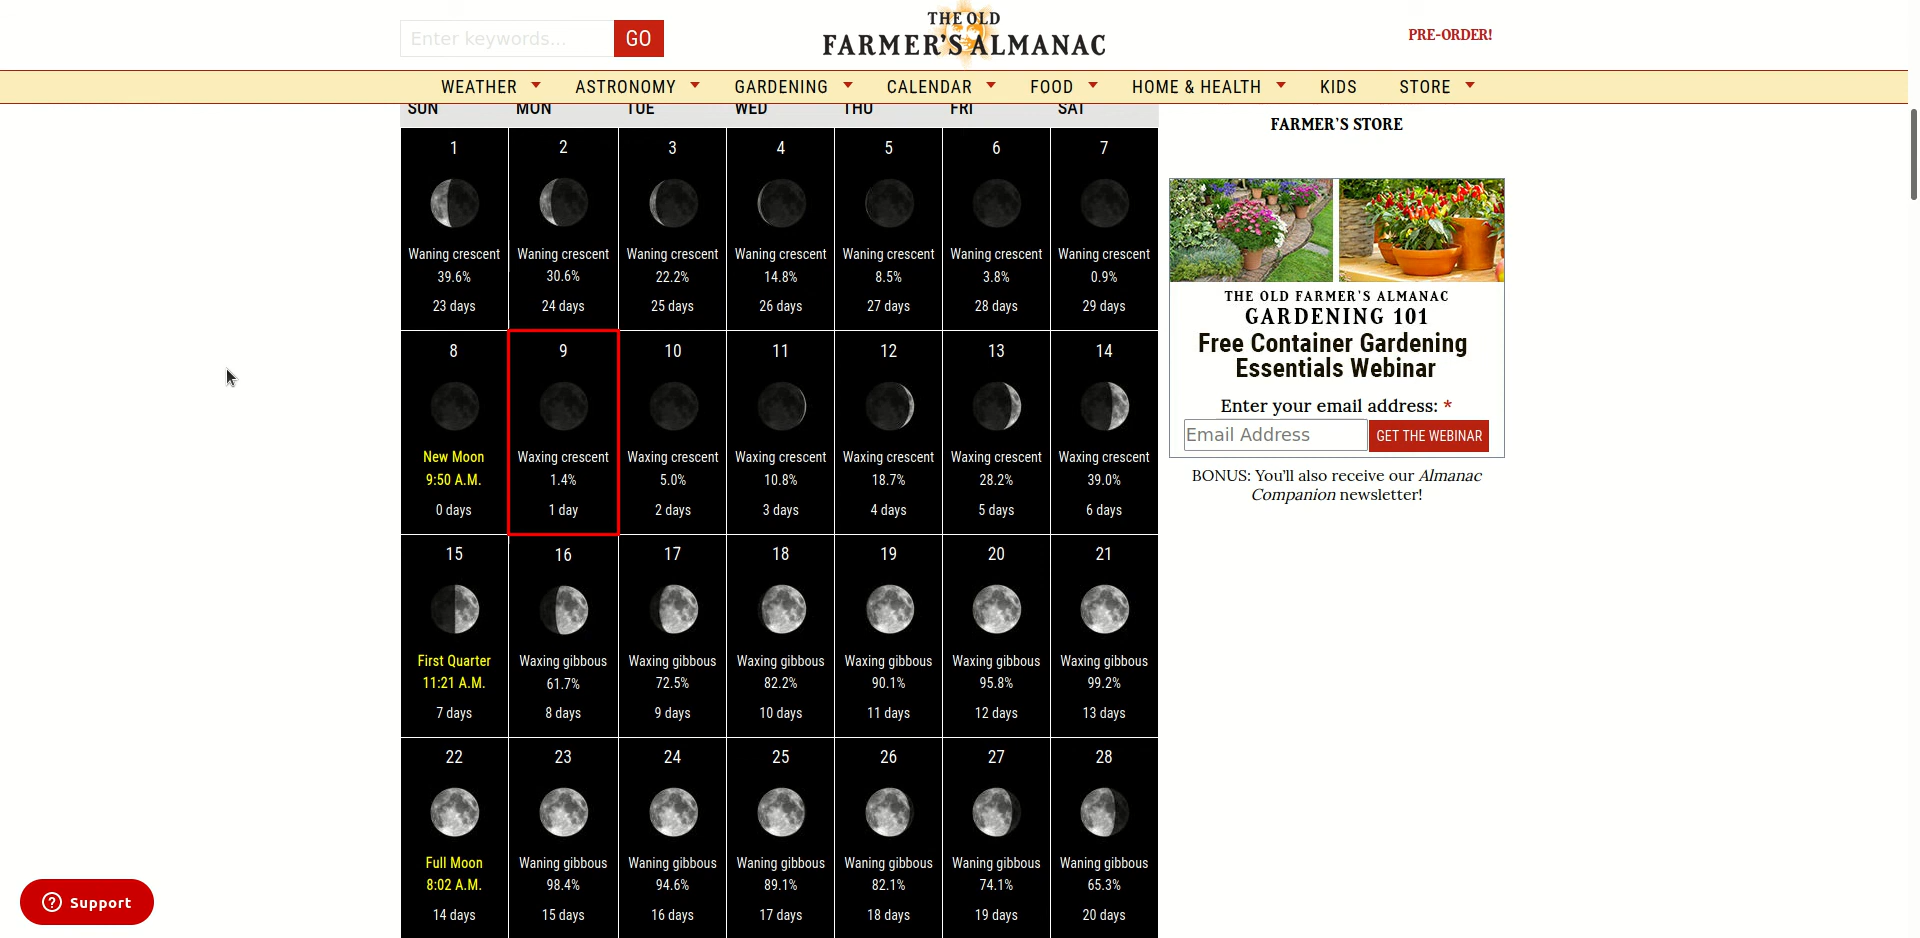 Enter keywords...
GO
THE OLD
FARMER'S ALMANAC
PRE-ORDER!
WEATHER ASTRONOMY GARDENING CALENDAR FOOD HOME & HEALTH KIDS STORE
SUN MON TUE WED THU FRI SAT
1 2 3 4 5 6 7
Waning crescent Waning crescent Waning crescent Waning crescent Waning crescent Waning crescent Waning crescent
39.6% 30.6% 22.2% 14.8% 8.5% 3.8% 0.9%
23 days 24 days 25 days 26 days 27 days 28 days 29 days
8 9 10 11 12 13 14
New Moon Waxing crescent Waxing crescent Waxing crescent Waxing crescent Waxing crescent Waxing crescent
9:50 A.M. 1.4% 5.0% 10.8% 18.7% 28.2% 39.0%
0 days 1 day 2 days 3 days 4 days 5 days 6 days
15 16 17 18 19 20 21
First Quarter Waxing gibbous Waxing gibbous Waxing gibbous Waxing gibbous Waxing gibbous Waxing gibbous
11:21 A.M. 61.7% 72.5% 82.2% 90.1% 95.8% 99.2%
7 days 8 days 9 days 10 days 11 days 12 days 13 days
22 23 24 25 26 27 28
Full Moon Waning gibbous Waning gibbous Waning gibbous Waning gibbous Waning gibbous Waning gibbous
8:02 A.M. 98.4% 94.6% 89.1% 82.1% 74.1% 65.3%
14 days 15 days 16 days 17 days 18 days 19 days 20 days
FARMER'S STORE
THE OLD FARMER'S ALMANAC
GARDENING 101
Free Container Gardening
Essentials Webinar
Enter your email address: *
Email Address
GET THE WEBINAR
BONUS: You'll also receive our Almanac
Companion newsletter!
Support